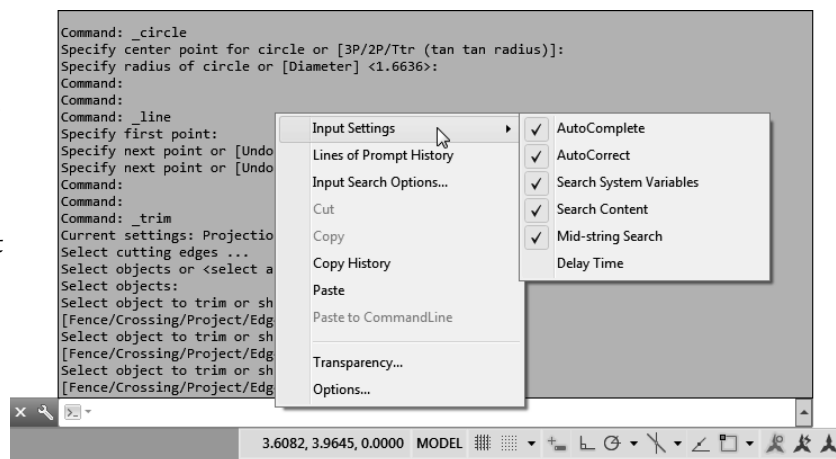 Command: _circle
Specify center point for circle or [3P/2P/Ttr (tan tan radius)]:
Specify radius of circle or [Diameter] <1.6636>:
Command:
Command:
Command: _line
Specify first point:
Specify next point or [Undo
Specify next point or [Undo
Command:
Command:
Command: _trim
Current settings: Projectio
Select cutting edges ...
Select objects or <select a
Select objects:
Select object to trim or sh
[Fence/Crossing/Project/Edg
Select object to trim or sh
[Fence/Crossing/Project/Edg
Select object to trim or sh
[Fence/Crossing/Project/Edg
Input Settings
Lines of Prompt History
Input Search Options...
Cut
Copy
Copy History
Paste
Paste to CommandLine
Transparency...
Options...
AutoComplete
AutoCorrect
Search System Variables
Search Content
Mid-string Search
Delay Time
3.6082, 3.9645, 0.0000 MODEL